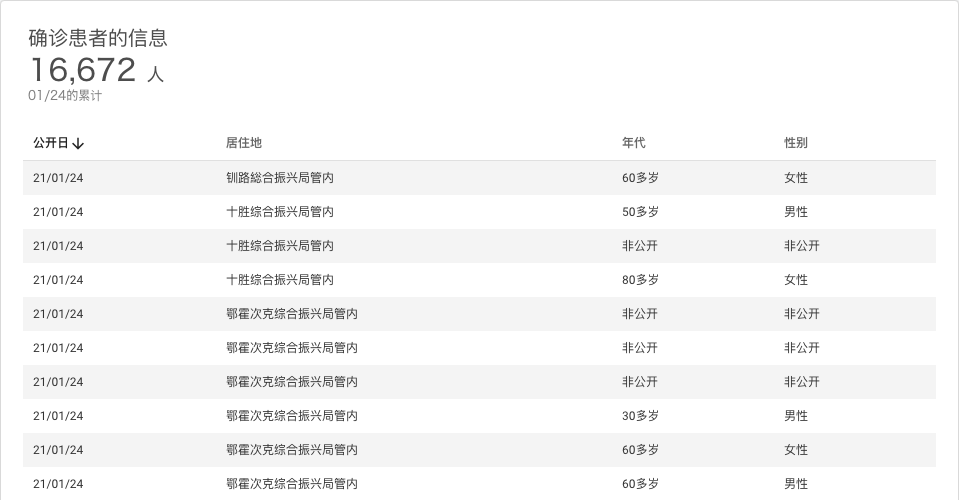 确诊患者的信息
16,672 人
01/24的累计
公开日↓ 居住地 年代 性别
21/01/24 钏路総合振兴局管内 60多岁 女性
21/01/24 十胜综合振兴局管内 50多岁 男性
21/01/24 十胜综合振兴局管内 非公开 非公开
21/01/24 十胜综合振兴局管内 80多岁 女性
21/01/24 鄂霍次克综合振兴局管内 非公开 非公开
21/01/24 鄂霍次克综合振兴局管内 非公开 非公开
21/01/24 鄂霍次克综合振兴局管内 非公开 非公开
21/01/24 鄂霍次克综合振兴局管内 30多岁 男性
21/01/24 鄂霍次克综合振兴局管内 60多岁 女性
21/01/24 鄂霍次克综合振兴局管内 60多岁 男性